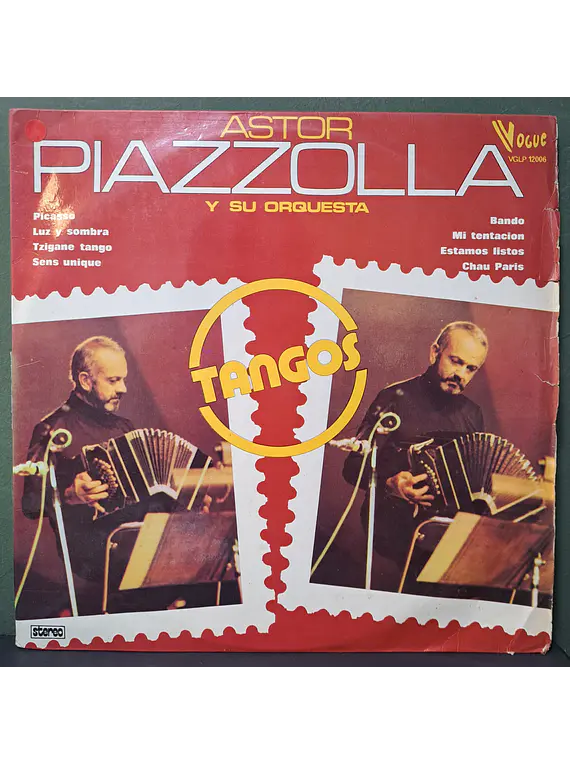 ASTOR
PIAZZOLLA
Y SU ORQUESTA
VOGUE
VGLP 12006
Picasso
Luz y sombra
Tzigane tango
Sens unique
Bando
Mi tentacion
Estamos listos
Chau Paris
TANGOS
stereo